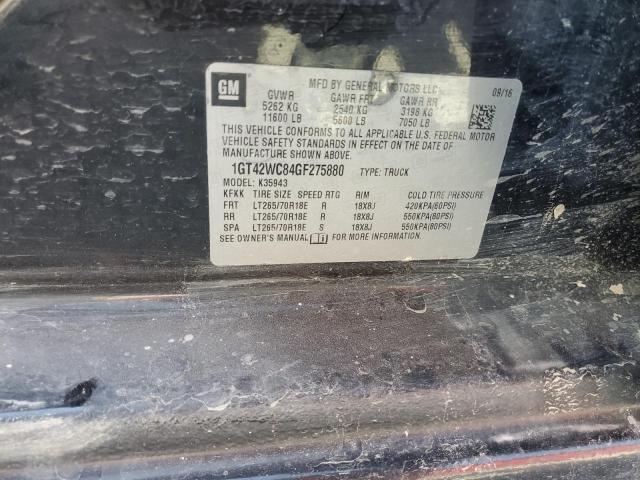 GM
MFD BY GENERAL MOTORS LLC
09/16
GVWR GAWR FRT GAWR RR
5262 KG 2540 KG 3198 KG
11600 LB 5600 LB 7050 LB
THIS VEHICLE CONFORMS TO ALL APPLICABLE U.S. FEDERAL MOTOR
VEHICLE SAFETY STANDARDS IN EFFECT ON THE DATE OF
MANUFACTURE SHOWN ABOVE.
1GT42WC84GF275880 TYPE: TRUCK
MODEL: K35943
KFKK TIRE SIZE SPEED RTG RIM COLD TIRE PRESSURE
FRT LT265/70R18E R 18X8J 420KPA(60PSI)
RR LT265/70R18E R 18X8J 550KPA(80PSI)
SPA LT265/70R18E S 18X8J 550KPA(80PSI)
SEE OWNER'S MANUAL FOR MORE INFORMATION.